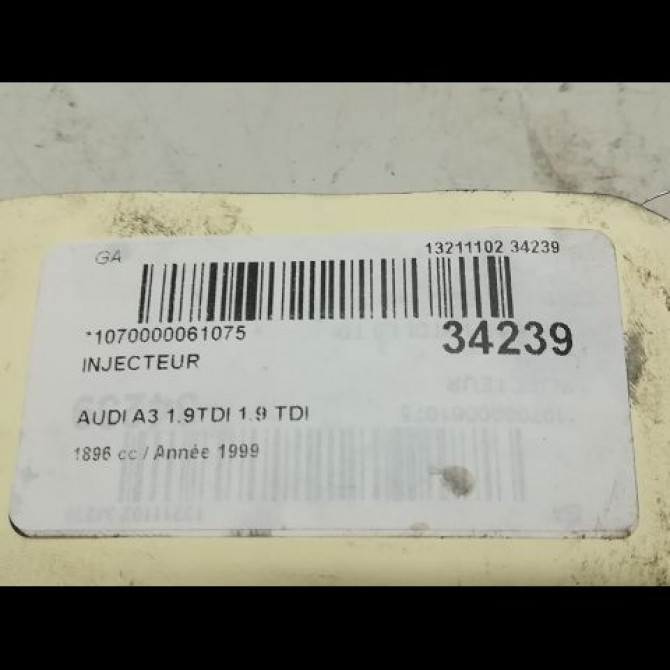 GA 13211102 34239
*1070000061075 34239
INJECTEUR
AUDI A3 1.9TDI 1.9 TDI
1896 cc / Année 1999